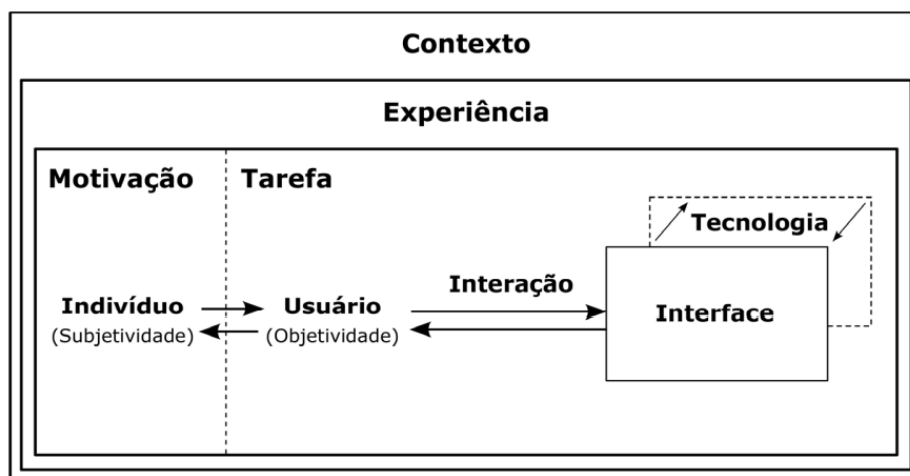 Contexto
Experiência
Motivação
Tarefa
Tecnologia
Interação
Indivíduo
(Subjetividade)
Usuário
(Objetividade)
Interface